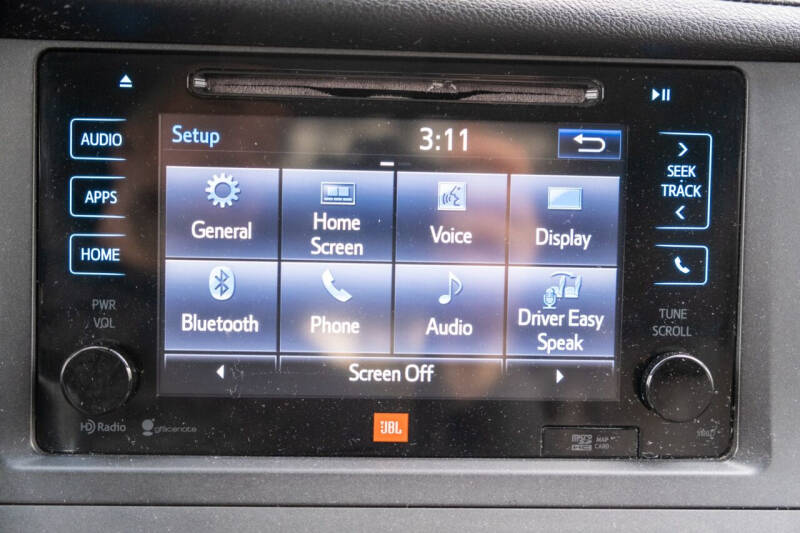 AUDIO
APPS
HOME
PWR
VOL
HD Radio
gracenote
Setup
3:11
General
Home
Screen
Voice
Display
Bluetooth
Phone
Audio
Driver Easy
Speak
Screen Off
JBL
SEEK
TRACK
TUNE
SCROLL
micro
MAP
CARD